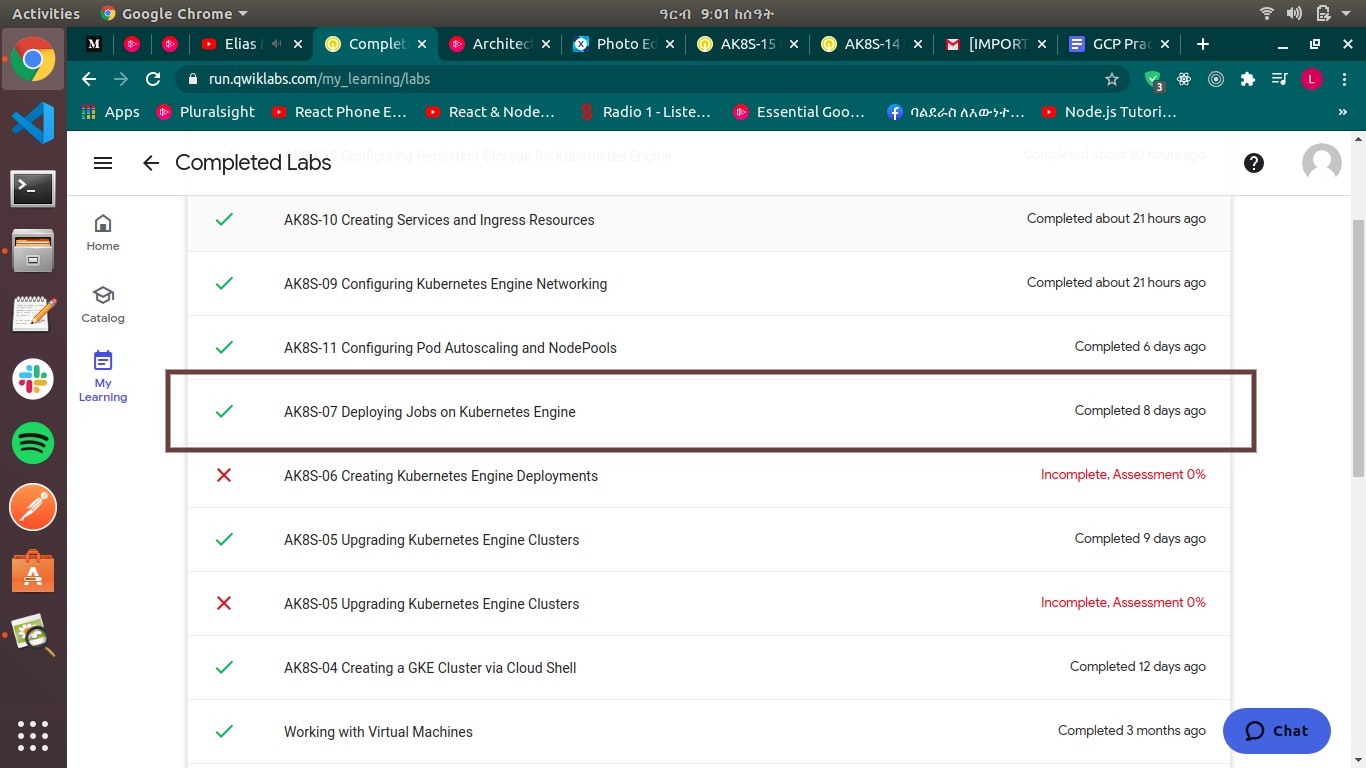 Activities Google Chrome ዓርብ 9:01 ከሰዓት
Elias Complete Architec Photo Ed AK8S-15 AK8S-14 [IMPORT GCP Prac
run.qwiklabs.com/my_learning/labs 3 L
Apps Pluralsight React Phone E... React & Node... Radio 1 - Liste... Essential Goo... ባልደራስ ለእውነተ... Node.js Tutori... »
Configuring Persistent Storage for Kubernetes Engine Completed about 20 hours ago
Completed Labs
AK8S-10 Creating Services and Ingress Resources Completed about 21 hours ago
Home
AK8S-09 Configuring Kubernetes Engine Networking Completed about 21 hours ago
Catalog
AK8S-11 Configuring Pod Autoscaling and NodePools Completed 6 days ago
My
Learning
AK8S-07 Deploying Jobs on Kubernetes Engine Completed 8 days ago
AK8S-06 Creating Kubernetes Engine Deployments Incomplete, Assessment 0%
AK8S-05 Upgrading Kubernetes Engine Clusters Completed 9 days ago
AK8S-05 Upgrading Kubernetes Engine Clusters Incomplete, Assessment 0%
AK8S-04 Creating a GKE Cluster via Cloud Shell Completed 12 days ago
Working with Virtual Machines Completed 3 months ago
Chat